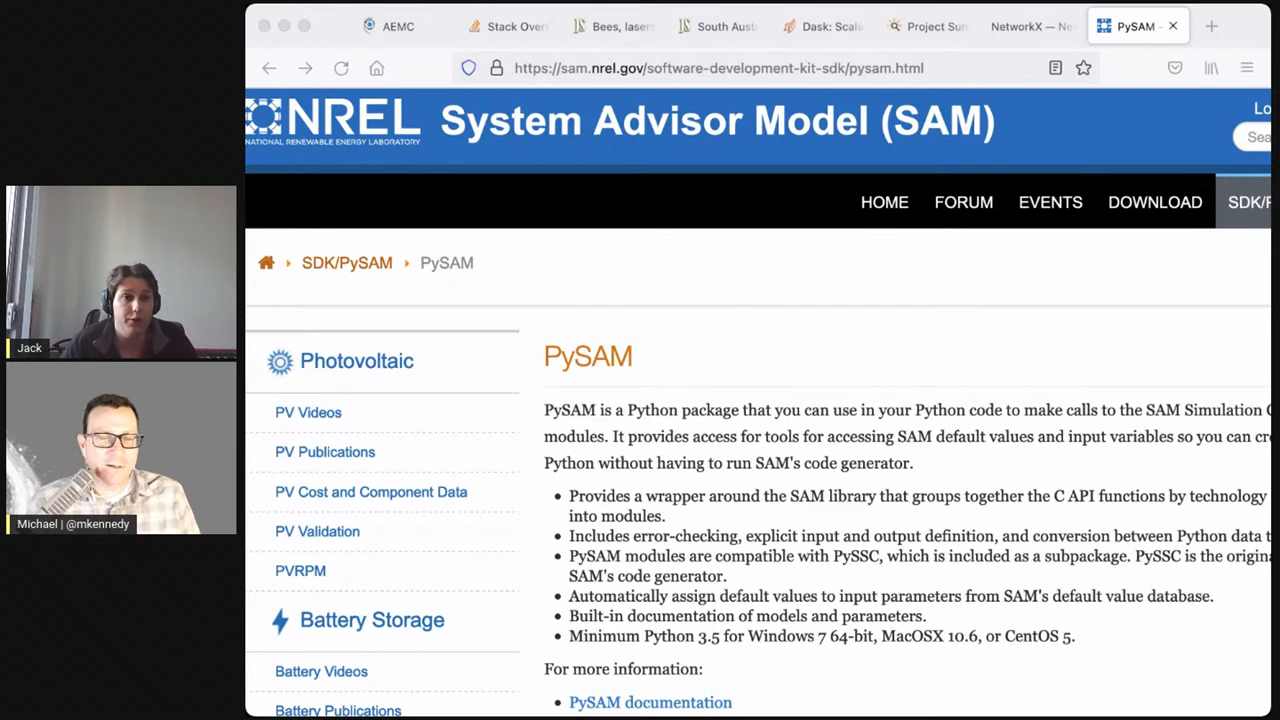 AEMC
Stack Over
Bees, laser
South Aust
Dask: Scala
Project Sun
NetworkX — Ne
PySAM -
https://sam.nrel.gov/software-development-kit-sdk/pysam.html
NREL
NATIONAL RENEWABLE ENERGY LABORATORY
System Advisor Model (SAM)
Lo
Sea
HOME FORUM EVENTS DOWNLOAD SDK/P
SDK/PySAM PySAM
Photovoltaic
PV Videos
PV Publications
PV Cost and Component Data
PV Validation
PVRPM
Battery Storage
Battery Videos
Battery Publications
PySAM
PySAM is a Python package that you can use in your Python code to make calls to the SAM Simulation C
modules. It provides access for tools for accessing SAM default values and input variables so you can cre
Python without having to run SAM's code generator.
Provides a wrapper around the SAM library that groups together the C API functions by technology
into modules.
Includes error-checking, explicit input and output definition, and conversion between Python data t
PySAM modules are compatible with PySSC, which is included as a subpackage. PySSC is the origina
SAM's code generator.
Automatically assign default values to input parameters from SAM's default value database.
Built-in documentation of models and parameters.
Minimum Python 3.5 for Windows 7 64-bit, MacOSX 10.6, or CentOS 5.
For more information:
PySAM documentation
Jack
Michael | @mkennedy